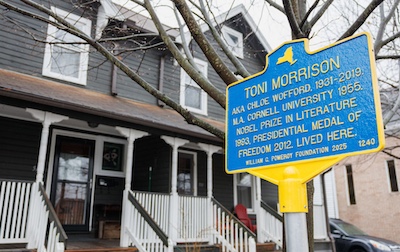 TONI MORRISON
AKA CHLOE WOFFORD, 1931-2019.
M.A. CORNELL UNIVERSITY 1955.
NOBEL PRIZE IN LITERATURE
1993, PRESIDENTIAL MEDAL OF
FREEDOM 2012. LIVED HERE.
WILLIAM G. POMEROY FOUNDATION 2025 1240